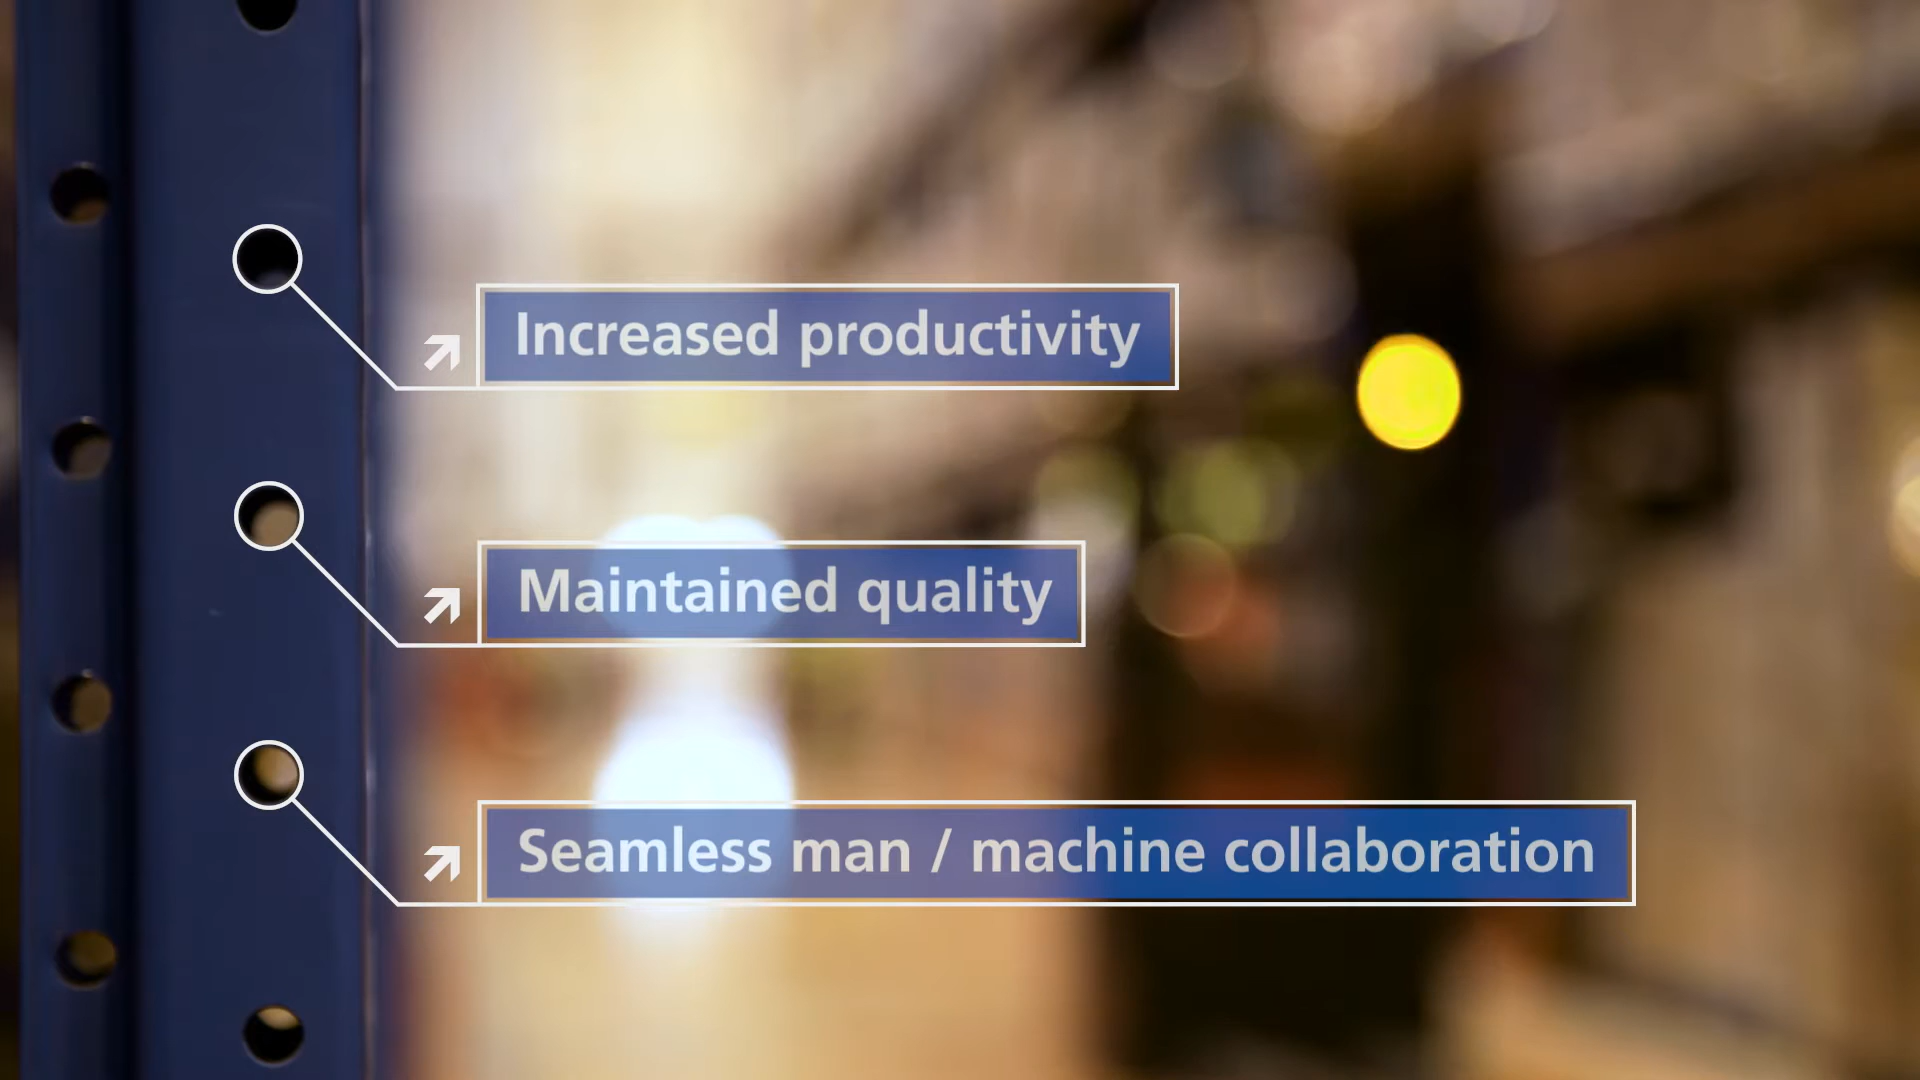 Increased productivity
Maintained quality
Seamless man / machine collaboration